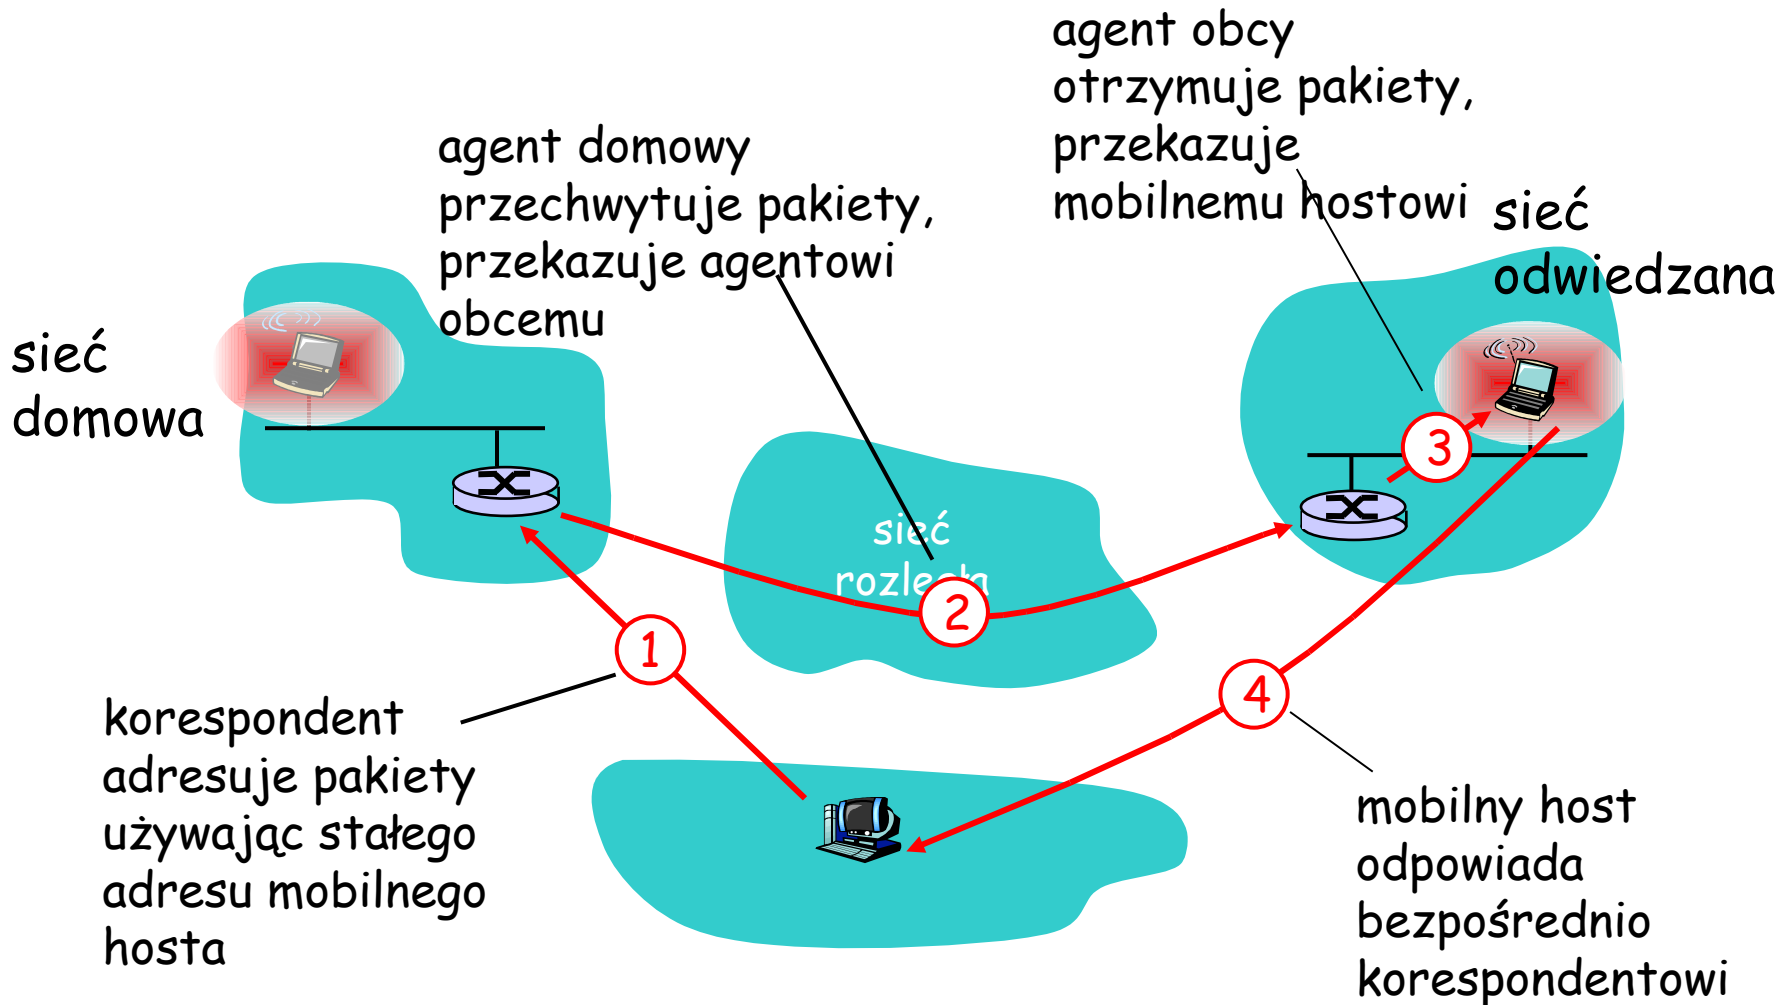 agent obcy
otrzymuje pakiety,
przekazuje
mobilnemu hostowi
agent domowy
przechwytuje pakiety,
przekazuje agentowi
obcemu
sieć
odwiedzana
sieć
domowa
sieć
rozległa
1
2
3
4
korespondent
adresuje pakiety
używając stałego
adresu mobilnego
hosta
mobilny host
odpowiada
bezpośrednio
korespondentowi